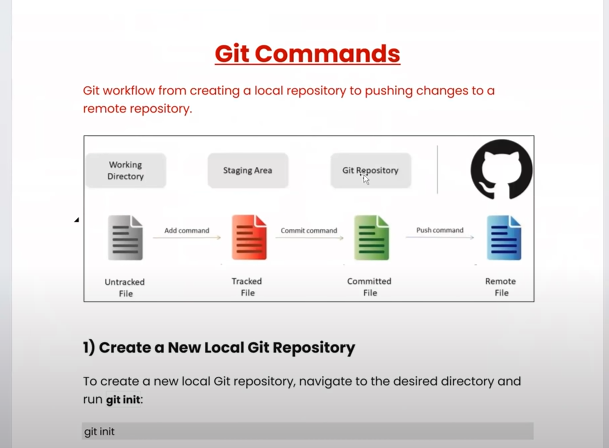 Git Commands
Git workflow from creating a local repository to pushing changes to a
remote repository.
Working
Directory
Staging Area
Git Repository
Add command
Commit command
Push command
Untracked
File
Tracked
File
Committed
File
Remote
File
1) Create a New Local Git Repository
To create a new local Git repository, navigate to the desired directory and
run git init:
git init